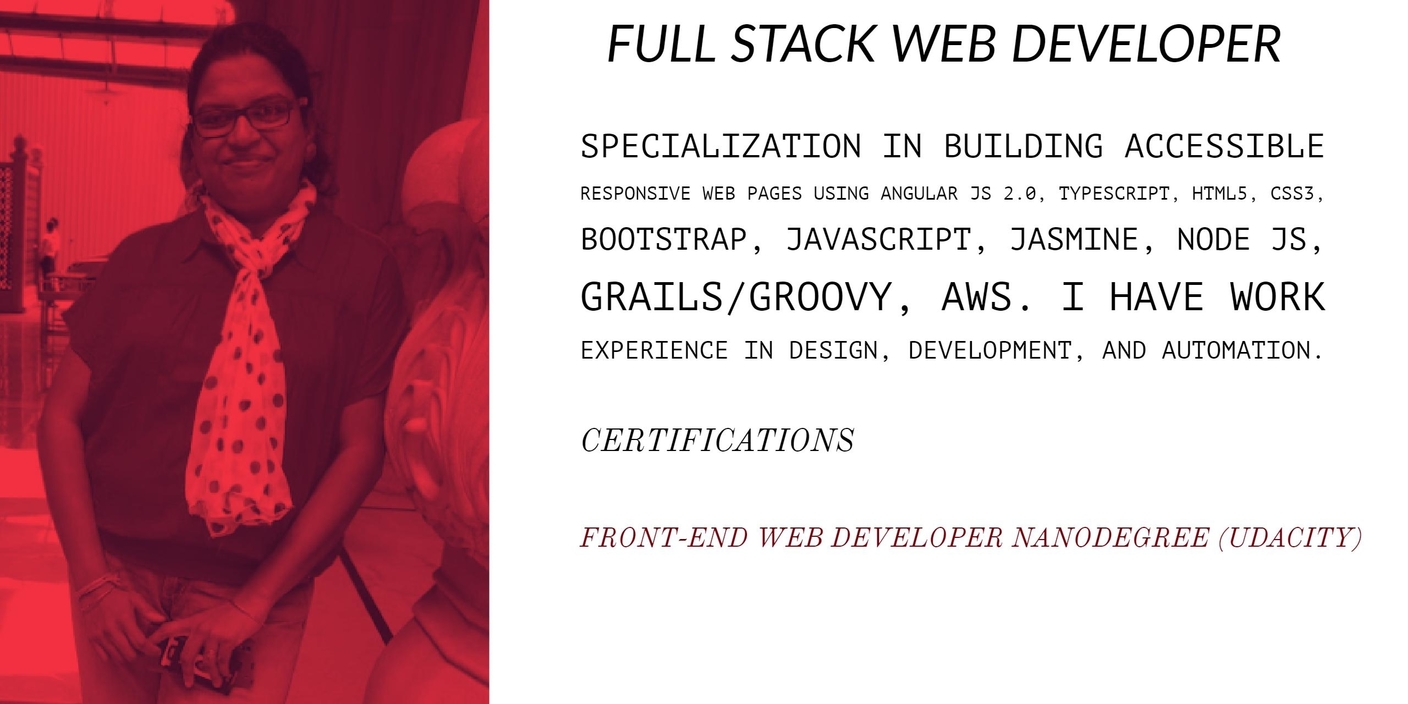 FULL STACK WEB DEVELOPER
SPECIALIZATION IN BUILDING ACCESSIBLE
RESPONSIVE WEB PAGES USING ANGULAR JS 2.0, TYPESCRIPT, HTML5, CSS3,
BOOTSTRAP, JAVASCRIPT, JASMINE, NODE JS,
GRAILS/GROOVY, AWS. I HAVE WORK
EXPERIENCE IN DESIGN, DEVELOPMENT, AND AUTOMATION.
CERTIFICATIONS
FRONT-END WEB DEVELOPER NANODEGREE (UDACITY)